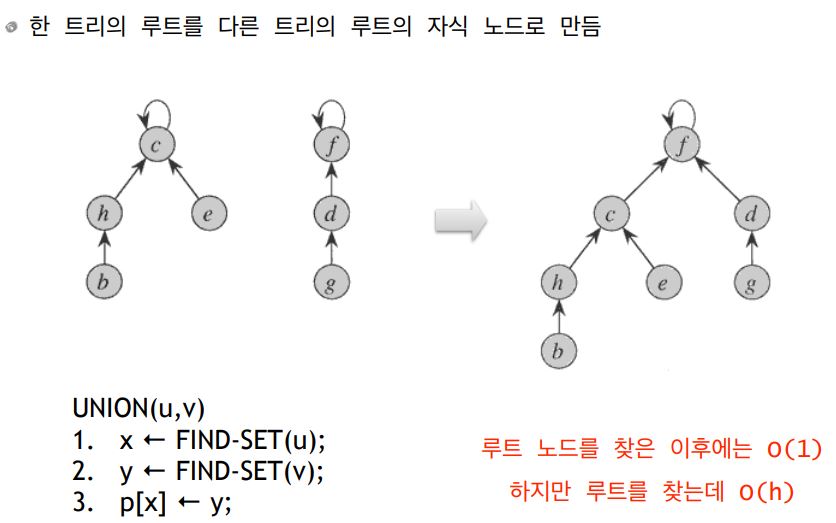 한 트리의 루트를 다른 트리의 루트의 자식 노드로 만듬
c f f
h e d c d
b g h e g
b
UNION(u,v)
1. x ← FIND-SET(u);
2. y ← FIND-SET(v);
3. p[x] ← y;
루트 노드를 찾은 이후에는 O(1)
하지만 루트를 찾는데 O(h)